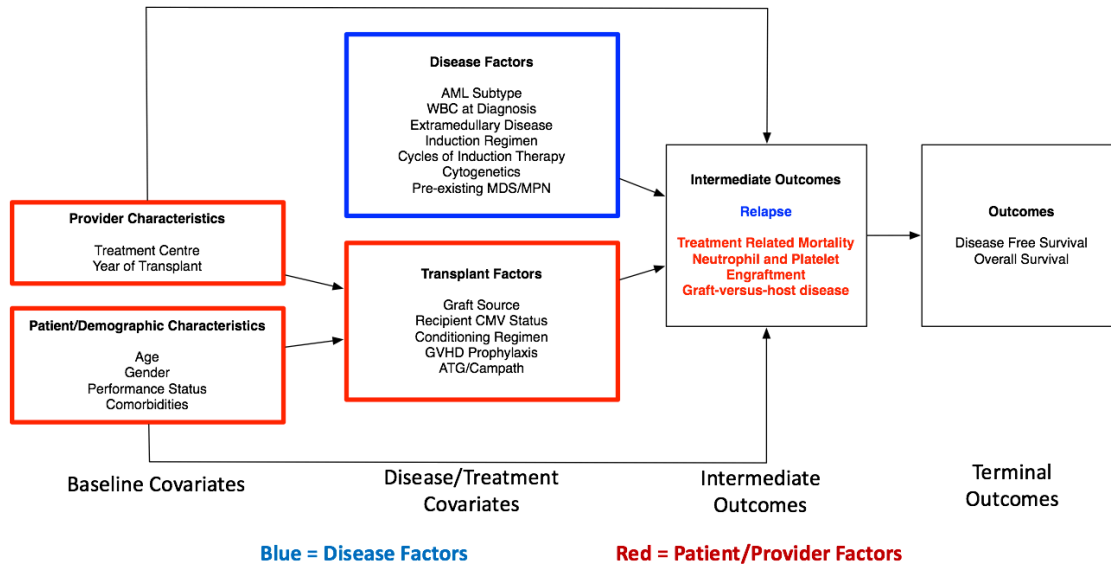 Disease Factors
AML Subtype
WBC at Diagnosis
Extramedullary Disease
Induction Regimen
Cycles of Induction Therapy
Cytogenetics
Pre-existing MDS/MPN
Provider Characteristics
Treatment Centre
Year of Transplant
Patient/Demographic Characteristics
Age
Gender
Performance Status
Comorbidities
Transplant Factors
Graft Source
Recipient CMV Status
Conditioning Regimen
GVHD Prophylaxis
ATG/Campath
Intermediate Outcomes
Relapse
Treatment Related Mortality
Neutrophil and Platelet
Engraftment
Graft-versus-host disease
Outcomes
Disease Free Survival
Overall Survival
Baseline Covariates
Disease/Treatment
Covariates
Intermediate
Outcomes
Terminal
Outcomes
Blue = Disease Factors
Red = Patient/Provider Factors